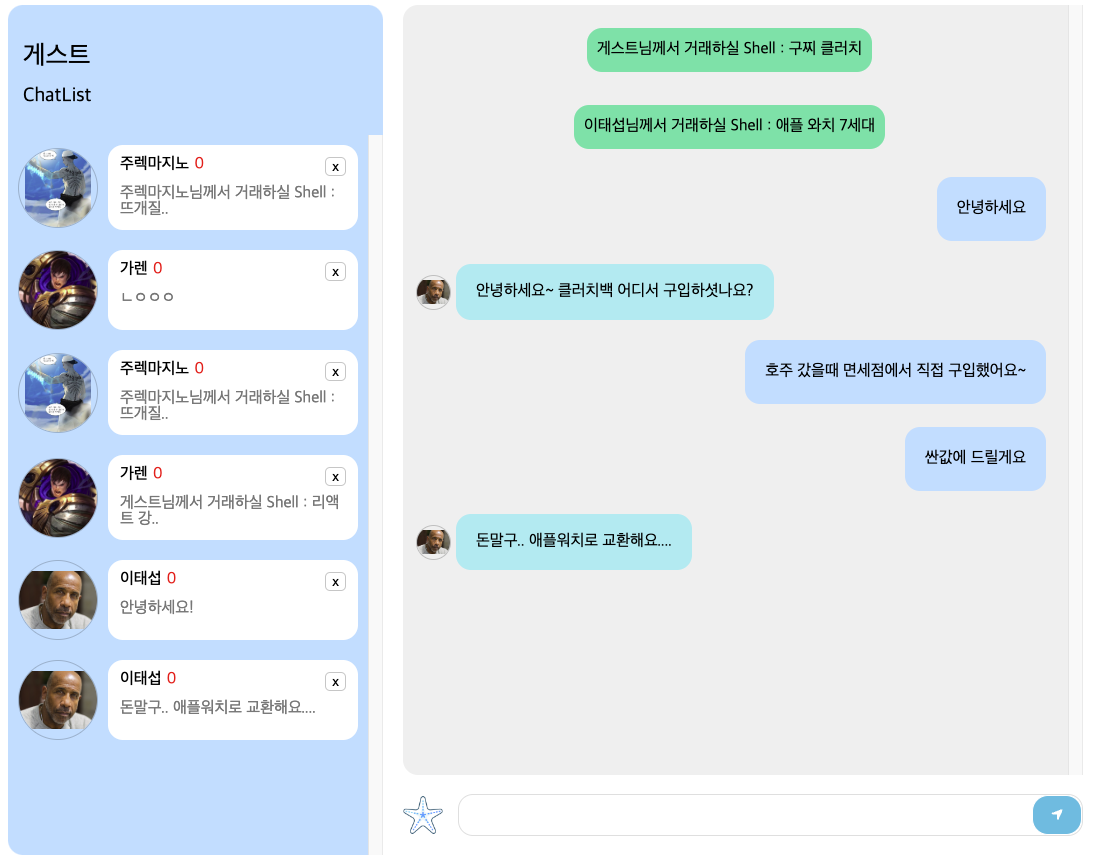 게스트
ChatList
주렉마지노 0
x
주렉마지노님께서 거래하실 Shell :
뜨개질..
가렌 0
x
ㄴㅇㅇㅇ
주렉마지노 0
x
주렉마지노님께서 거래하실 Shell :
뜨개질..
가렌 0
x
게스트님께서 거래하실 Shell : 리액
트 강..
이태섭 0
x
안녕하세요!
이태섭 0
x
돈말구.. 애플워치로 교환해요....
게스트님께서 거래하실 Shell : 구찌 클러치
이태섭님께서 거래하실 Shell : 애플 와치 7세대
안녕하세요
안녕하세요~ 클러치백 어디서 구입하셧나요?
호주 갔을때 면세점에서 직접 구입했어요~
싼값에 드릴게요
돈말구.. 애플워치로 교환해요....